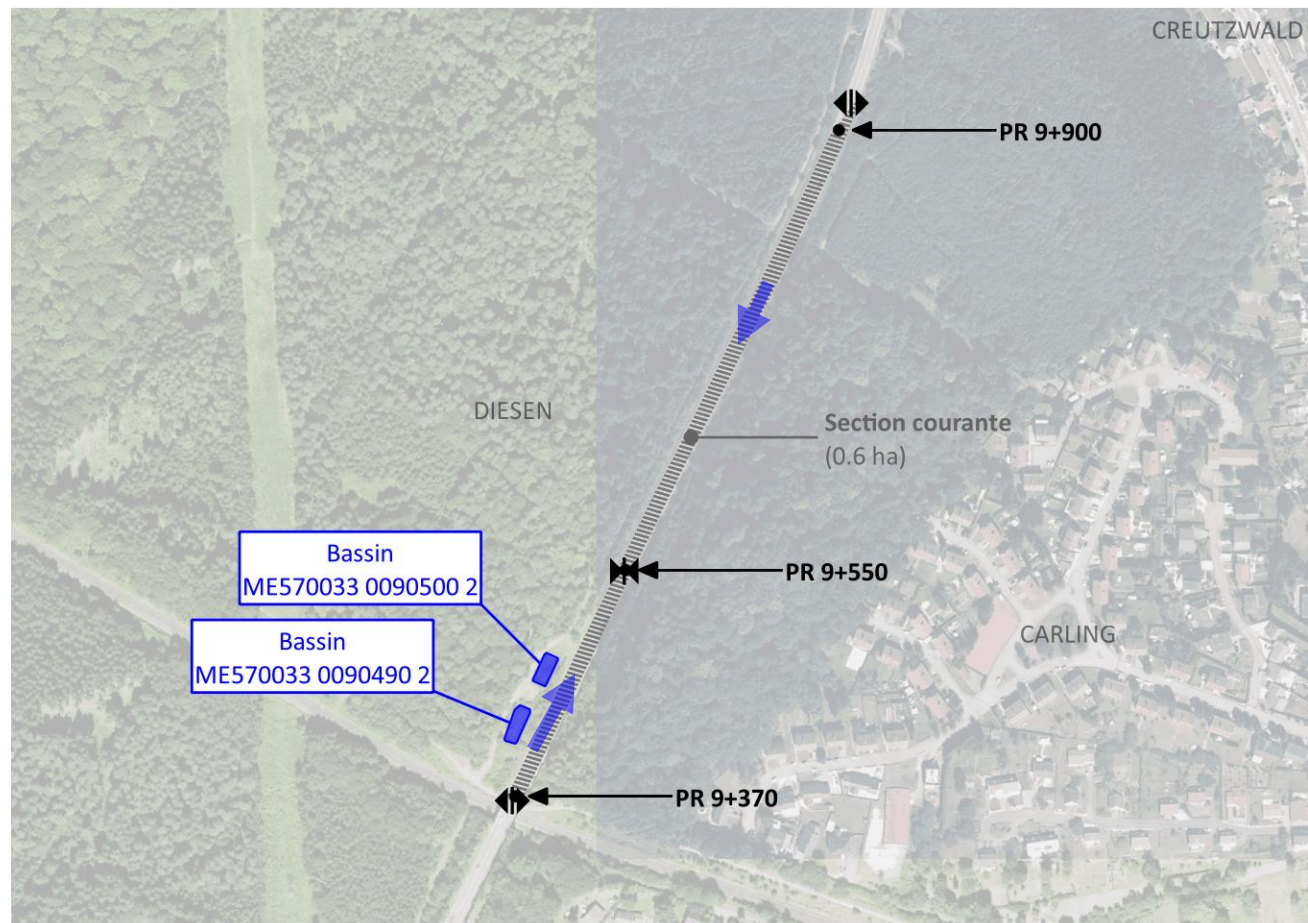 CREUTZWALD
PR 9+900
DIESEN
Section courante
(0.6 ha)
Bassin
ME570033 0090500 2
PR 9+550
Bassin
ME570033 0090490 2
CARLING
PR 9+370